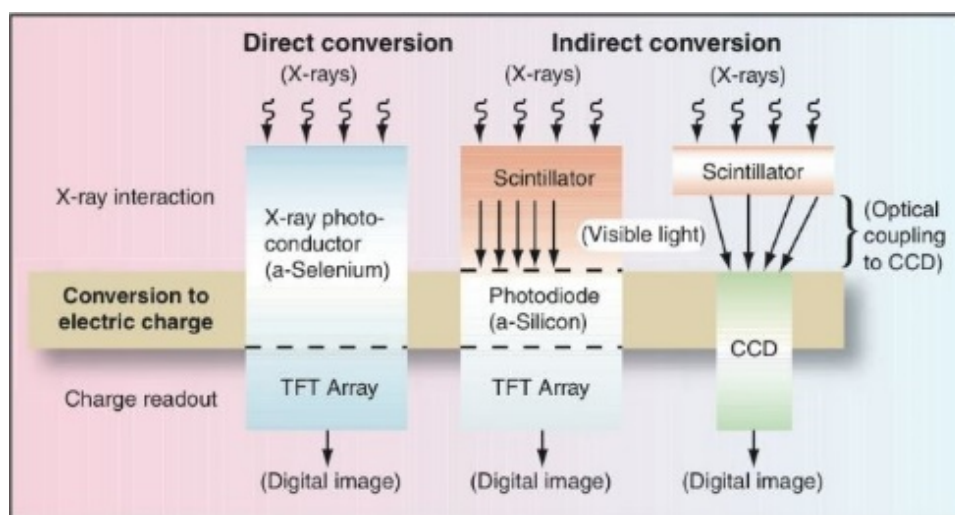 Direct conversion
Indirect conversion
(X-rays)
(X-rays)
(X-rays)
X-ray interaction
X-ray photo-
conductor
(a-Selenium)
Scintillator
Scintillator
(Visible light)
(Optical
coupling
to CCD)
Conversion to
electric charge
Photodiode
(a-Silicon)
CCD
Charge readout
TFT Array
TFT Array
(Digital image)
(Digital image)
(Digital image)